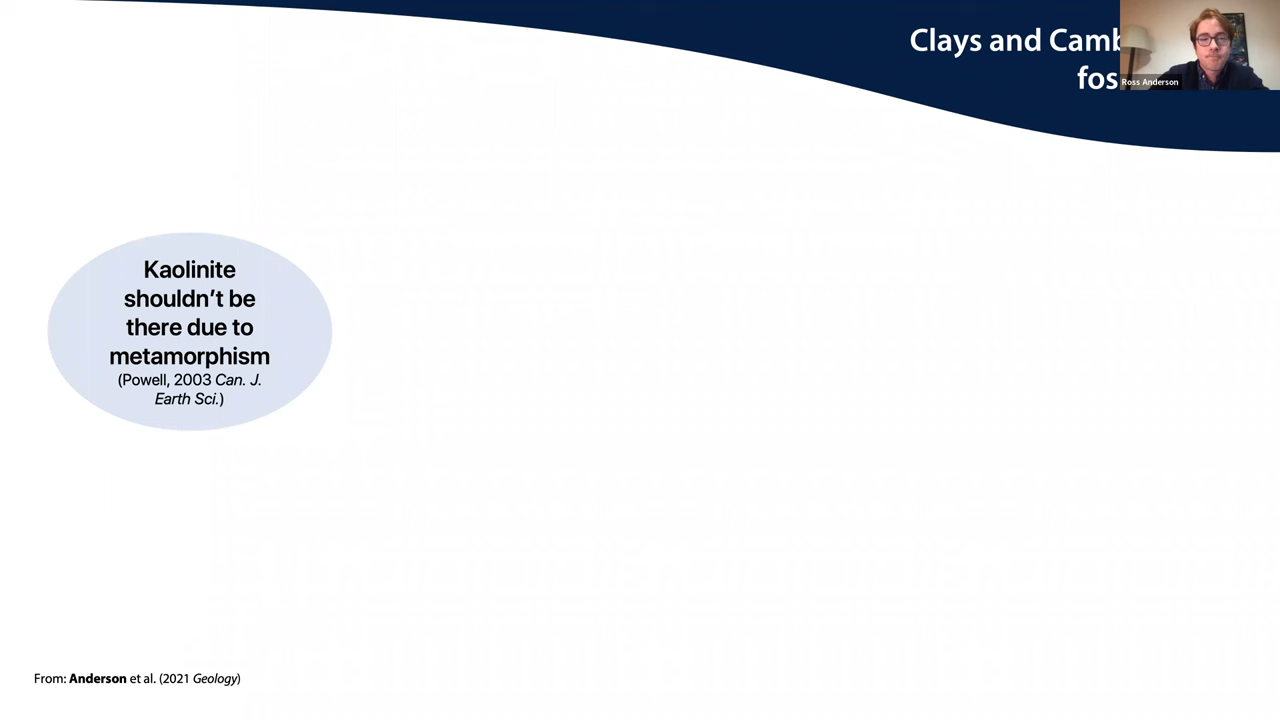 Clays and
fos
Ross Anderson
Kaolinite
shouldn't be
there due to
metamorphism
(Powell, 2003 Can. J.
Earth Sci.)
From: Anderson et al. (2021 Geology)